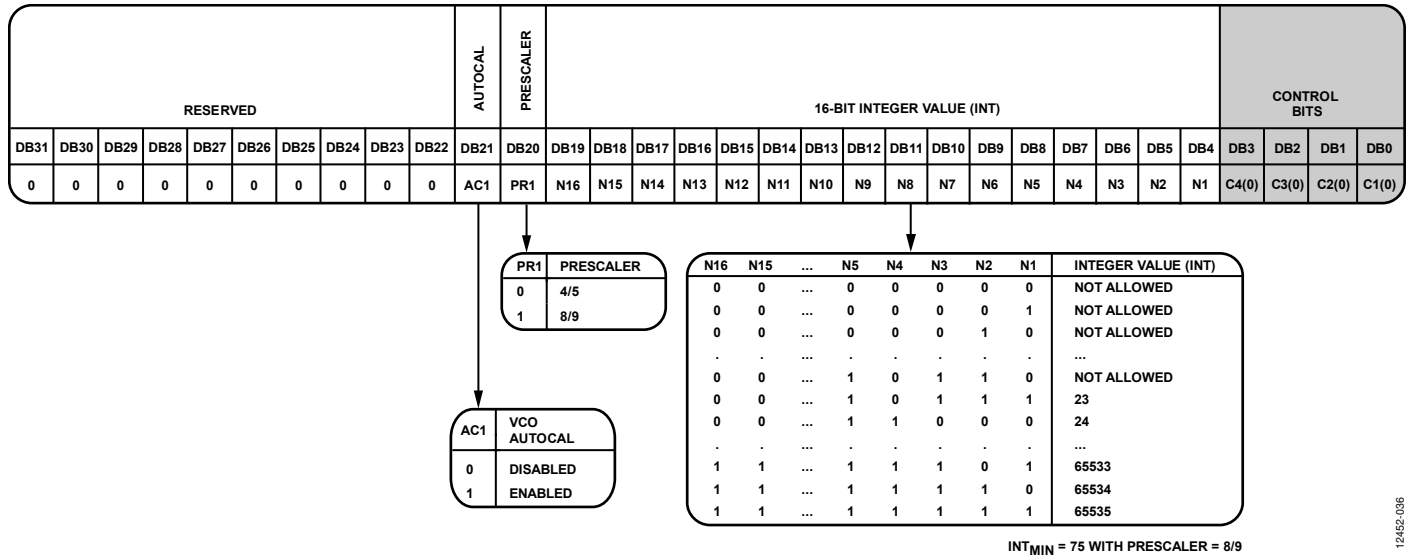 RESERVED AUTOCAL PRESCALER 16-BIT INTEGER VALUE (INT) CONTROL BITS
DB31 DB30 DB29 DB28 DB27 DB26 DB25 DB24 DB23 DB22 DB21 DB20 DB19 DB18 DB17 DB16 DB15 DB14 DB13 DB12 DB11 DB10 DB9 DB8 DB7 DB6 DB5 DB4 DB3 DB2 DB1 DB0
0 0 0 0 0 0 0 0 0 0 AC1 PR1 N16 N15 N14 N13 N12 N11 N10 N9 N8 N7 N6 N5 N4 N3 N2 N1 C4(0) C3(0) C2(0) C1(0)
PR1 PRESCALER
0 4/5
1 8/9
AC1 VCO AUTOCAL
0 DISABLED
1 ENABLED
N16 N15 ... N5 N4 N3 N2 N1 INTEGER VALUE (INT)
0 0 ... 0 0 0 0 0 NOT ALLOWED
0 0 ... 0 0 0 0 1 NOT ALLOWED
0 0 ... 0 0 0 1 0 NOT ALLOWED
. . ... . . . . . ...
0 0 ... 1 0 1 1 0 NOT ALLOWED
0 0 ... 1 0 1 1 1 23
0 0 ... 1 1 0 0 0 24
. . ... . . . . . ...
1 1 ... 1 1 1 0 1 65533
1 1 ... 1 1 1 1 0 65534
1 1 ... 1 1 1 1 1 65535
INTMIN = 75 WITH PRESCALER = 8/9
12452-036